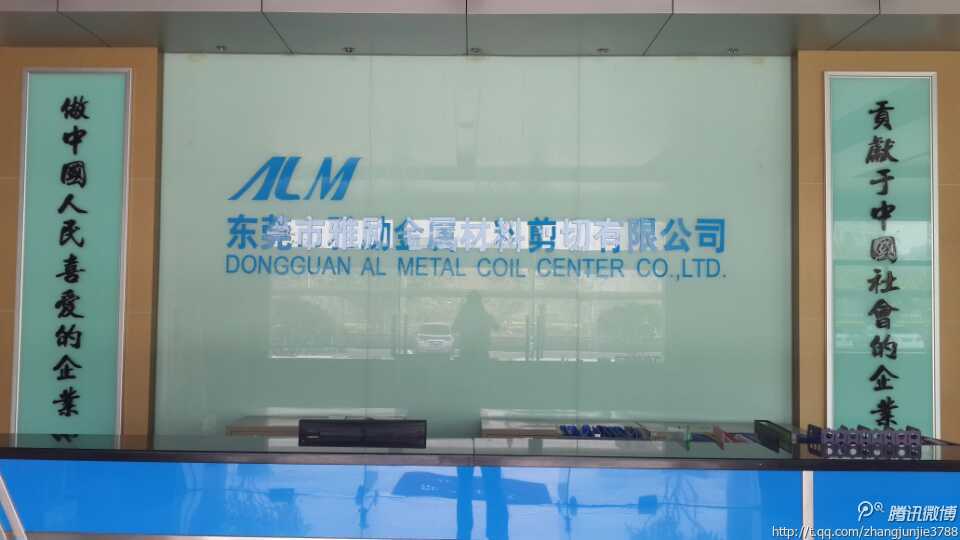 做中國人民喜愛的企業
ALM
东莞市雅励金属材料剪切有限公司
DONGGUAN AL METAL COIL CENTER CO.,LTD.
貢献于中國社會的企業
腾讯微博
http://t.qq.com/zhangjunjie3788